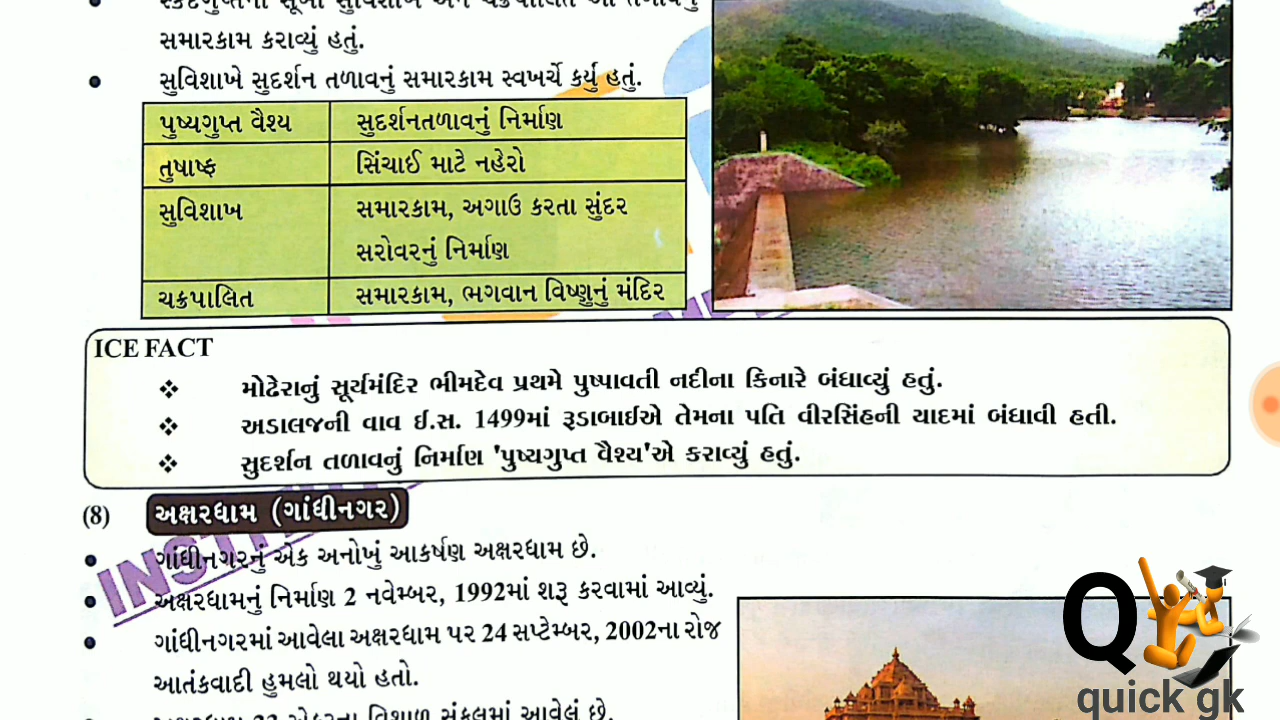 સમારકામ કરાવ્યું હતું.
સુવિશાખે સુદર્શન તળાવનું સમારકામ સ્વખર્ચે કર્યુ હતું.
પુષ્યગુપ્ત વૈશ્ય સુદર્શનતળાવનું નિર્માણ
તુષાષ્ફ સિંચાઈ માટે નહેરો
સુવિશાખ સમારકામ, અગાઉ કરતા સુંદર
સરોવરનું નિર્માણ
ચક્રપાલિત સમારકામ, ભગવાન વિષ્ણુનું મંદિર
ICE FACT
❖ મોઢેરાનું સૂર્યમંદિર ભીમદેવ પ્રથમે પુષ્પાવતી નદીના કિનારે બંધાવ્યું હતું.
❖ અડાલજની વાવ ઈ.સ. 1499માં રૂડાબાઈએ તેમના પતિ વીરસિંહની યાદમાં બંધાવી હતી.
❖ સુદર્શન તળાવનું નિર્માણ 'પુષ્યગુપ્ત વૈશ્ય'એ કરાવ્યું હતું.
(8) અક્ષરધામ (ગાંધીનગર)
ગાંધીનગરનું એક અનોખું આકર્ષણ અક્ષરધામ છે.
અક્ષરધામનું નિર્માણ 2 નવેમ્બર, 1992માં શરૂ કરવામાં આવ્યું.
ગાંધીનગરમાં આવેલા અક્ષરધામ પર 24 સપ્ટેમ્બર, 2002ના રોજ
આતંકવાદી હુમલો થયો હતો.
Q
quick gk